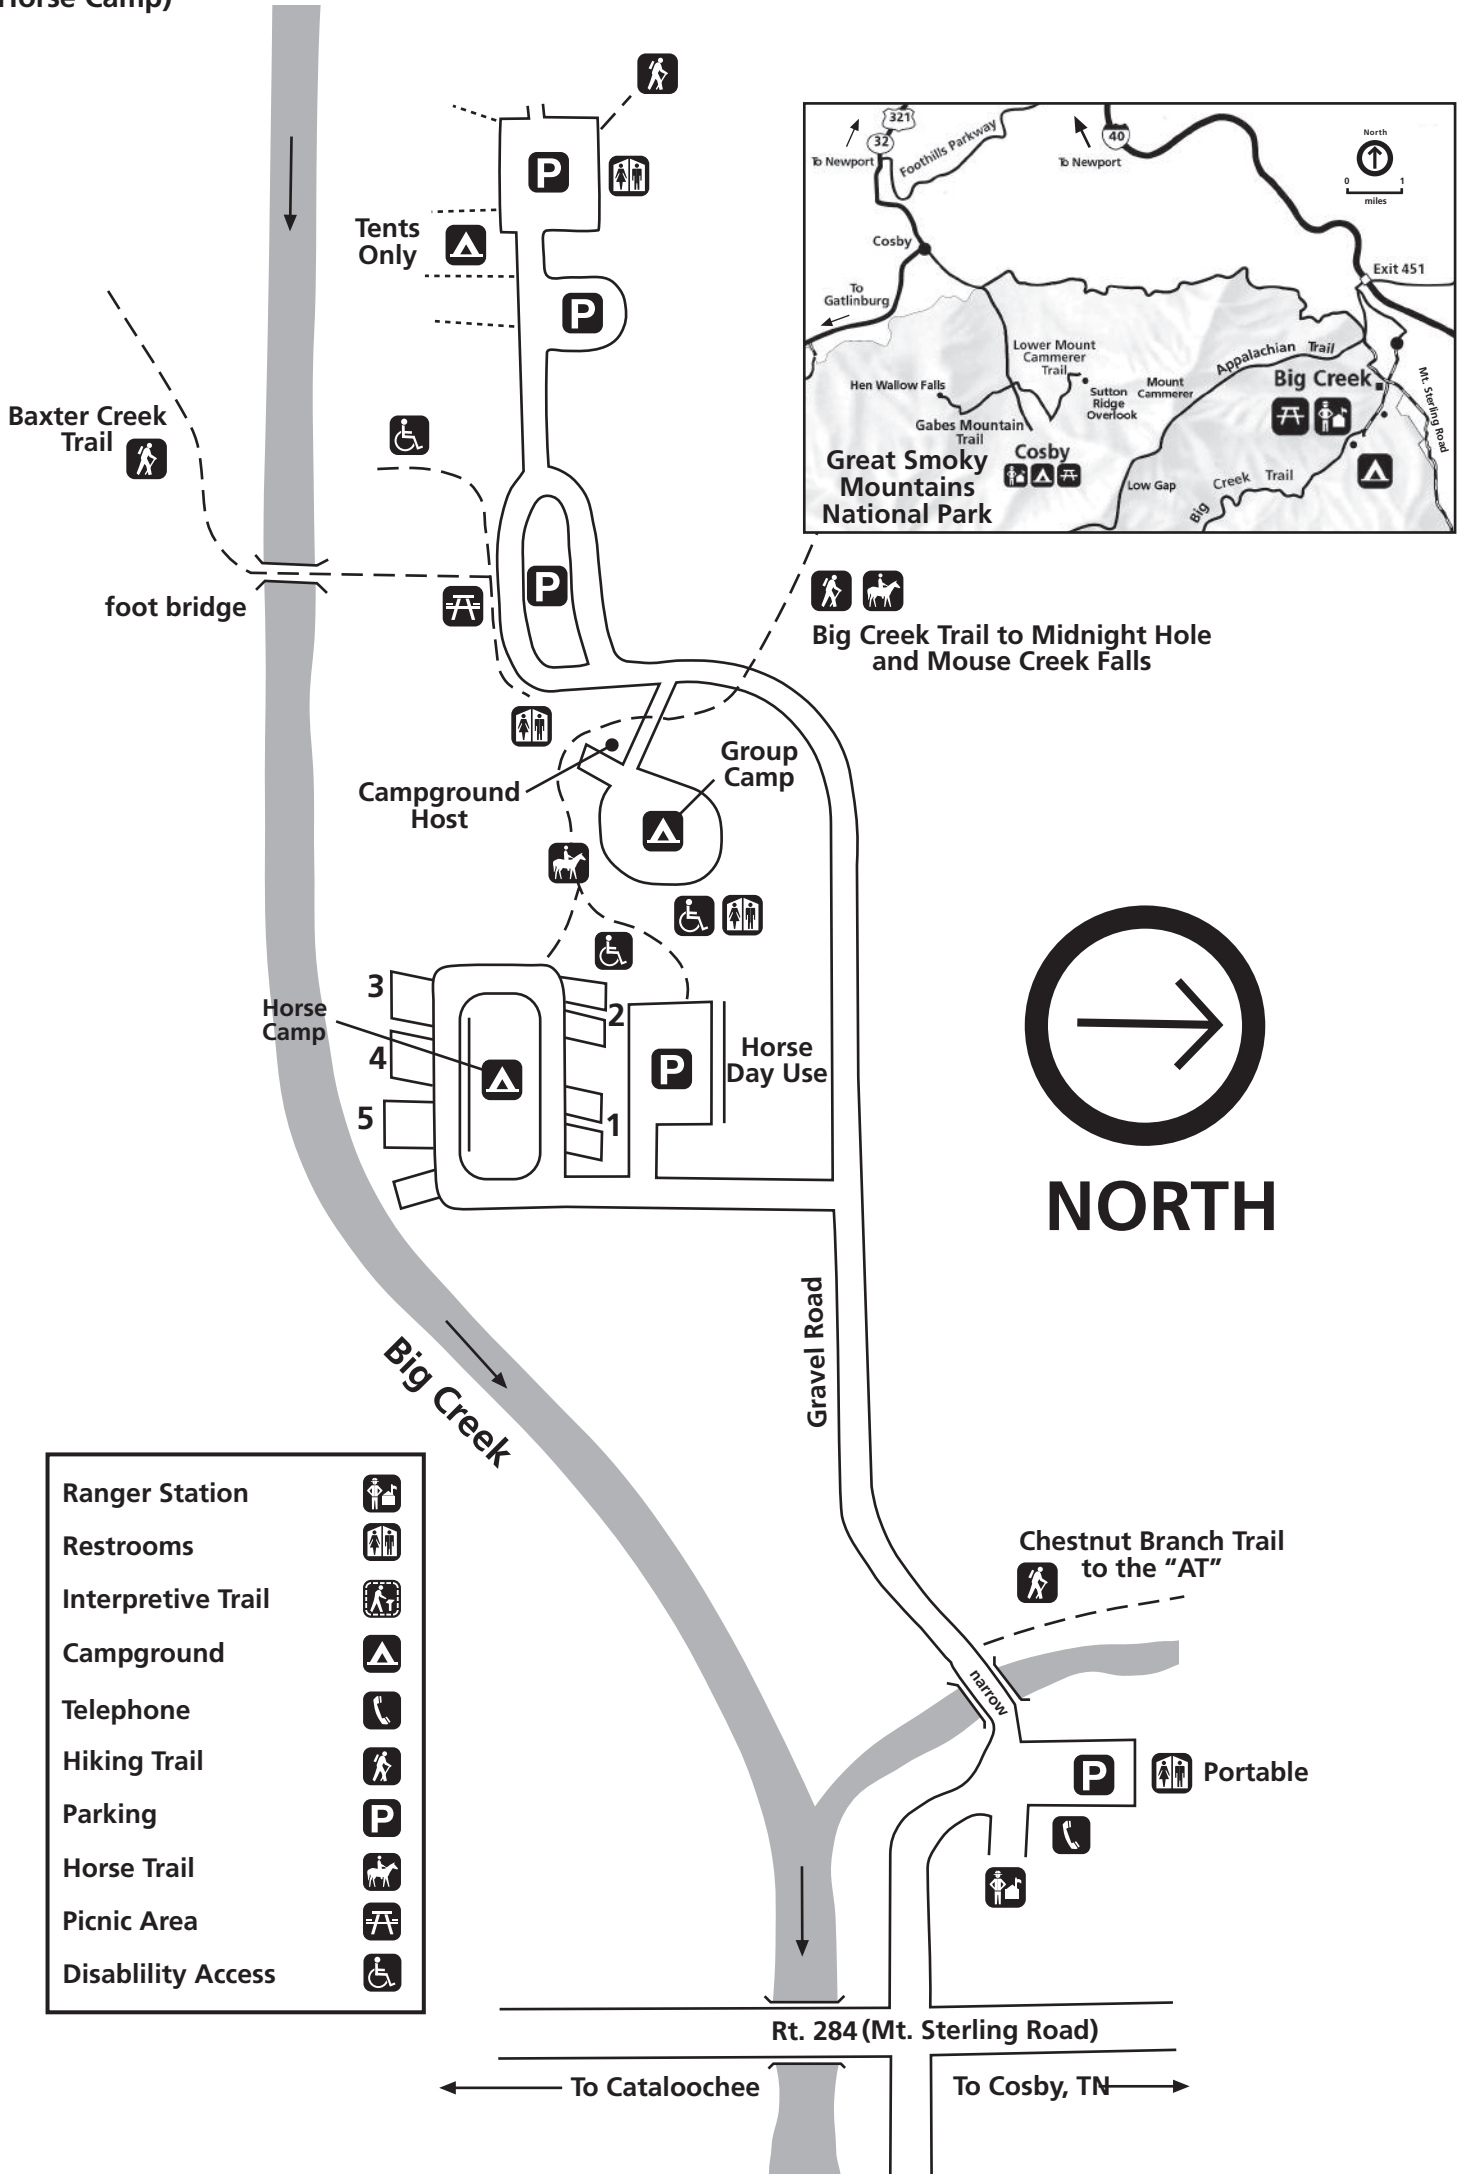 Horse Camp)
321
32
To Newport
Foothills Parkway
40
To Newport
North
0 1
miles
Cosby
Exit 451
To
Gatlinburg
Lower Mount
Cammerer
Trail
Appalachian Trail
Hen Wallow Falls
Sutton
Ridge
Overlook
Mount
Cammerer
Big Creek
Mt. Sterling Road
Gabes Mountain
Trail
Cosby
Great Smoky
Mountains
National Park
Low Gap
Big Creek Trail
P
Tents
Only
P
Baxter Creek
Trail
P
foot bridge
Big Creek Trail to Midnight Hole
and Mouse Creek Falls
Group
Camp
Campground
Host
3
Horse
Camp
2
4
P
Horse
Day Use
5
1
NORTH
Gravel Road
Big Creek
Ranger Station
Restrooms
Interpretive Trail
Campground
Telephone
Hiking Trail
Parking
P
Horse Trail
Picnic Area
Disablility Access
Chestnut Branch Trail
to the “AT”
narrow
P
Portable
Rt. 284 (Mt. Sterling Road)
To Cataloochee
To Cosby, TN